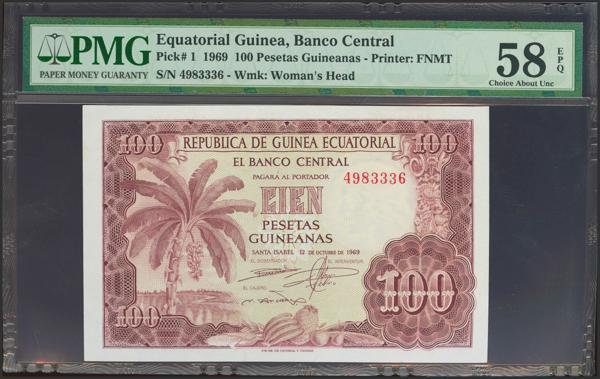 PMG
PAPER MONEY GUARANTY
Equatorial Guinea, Banco Central
Pick# 1 1969 100 Pesetas Guineanas - Printer: FNMT
S/N 4983336 - Wmk: Woman's Head
58 EPQ
Choice About Unc
100
100
REPUBLICA DE GUINEA ECUATORIAL
EL BANCO CENTRAL
PAGARÁ AL PORTADOR
4983336
CIEN
PESETAS
GUINEANAS
SANTA ISABEL 12 DE OCTUBRE DE 1969
EL GOBERNADOR
EL INTERVENTOR
EL CAJERO
100
100